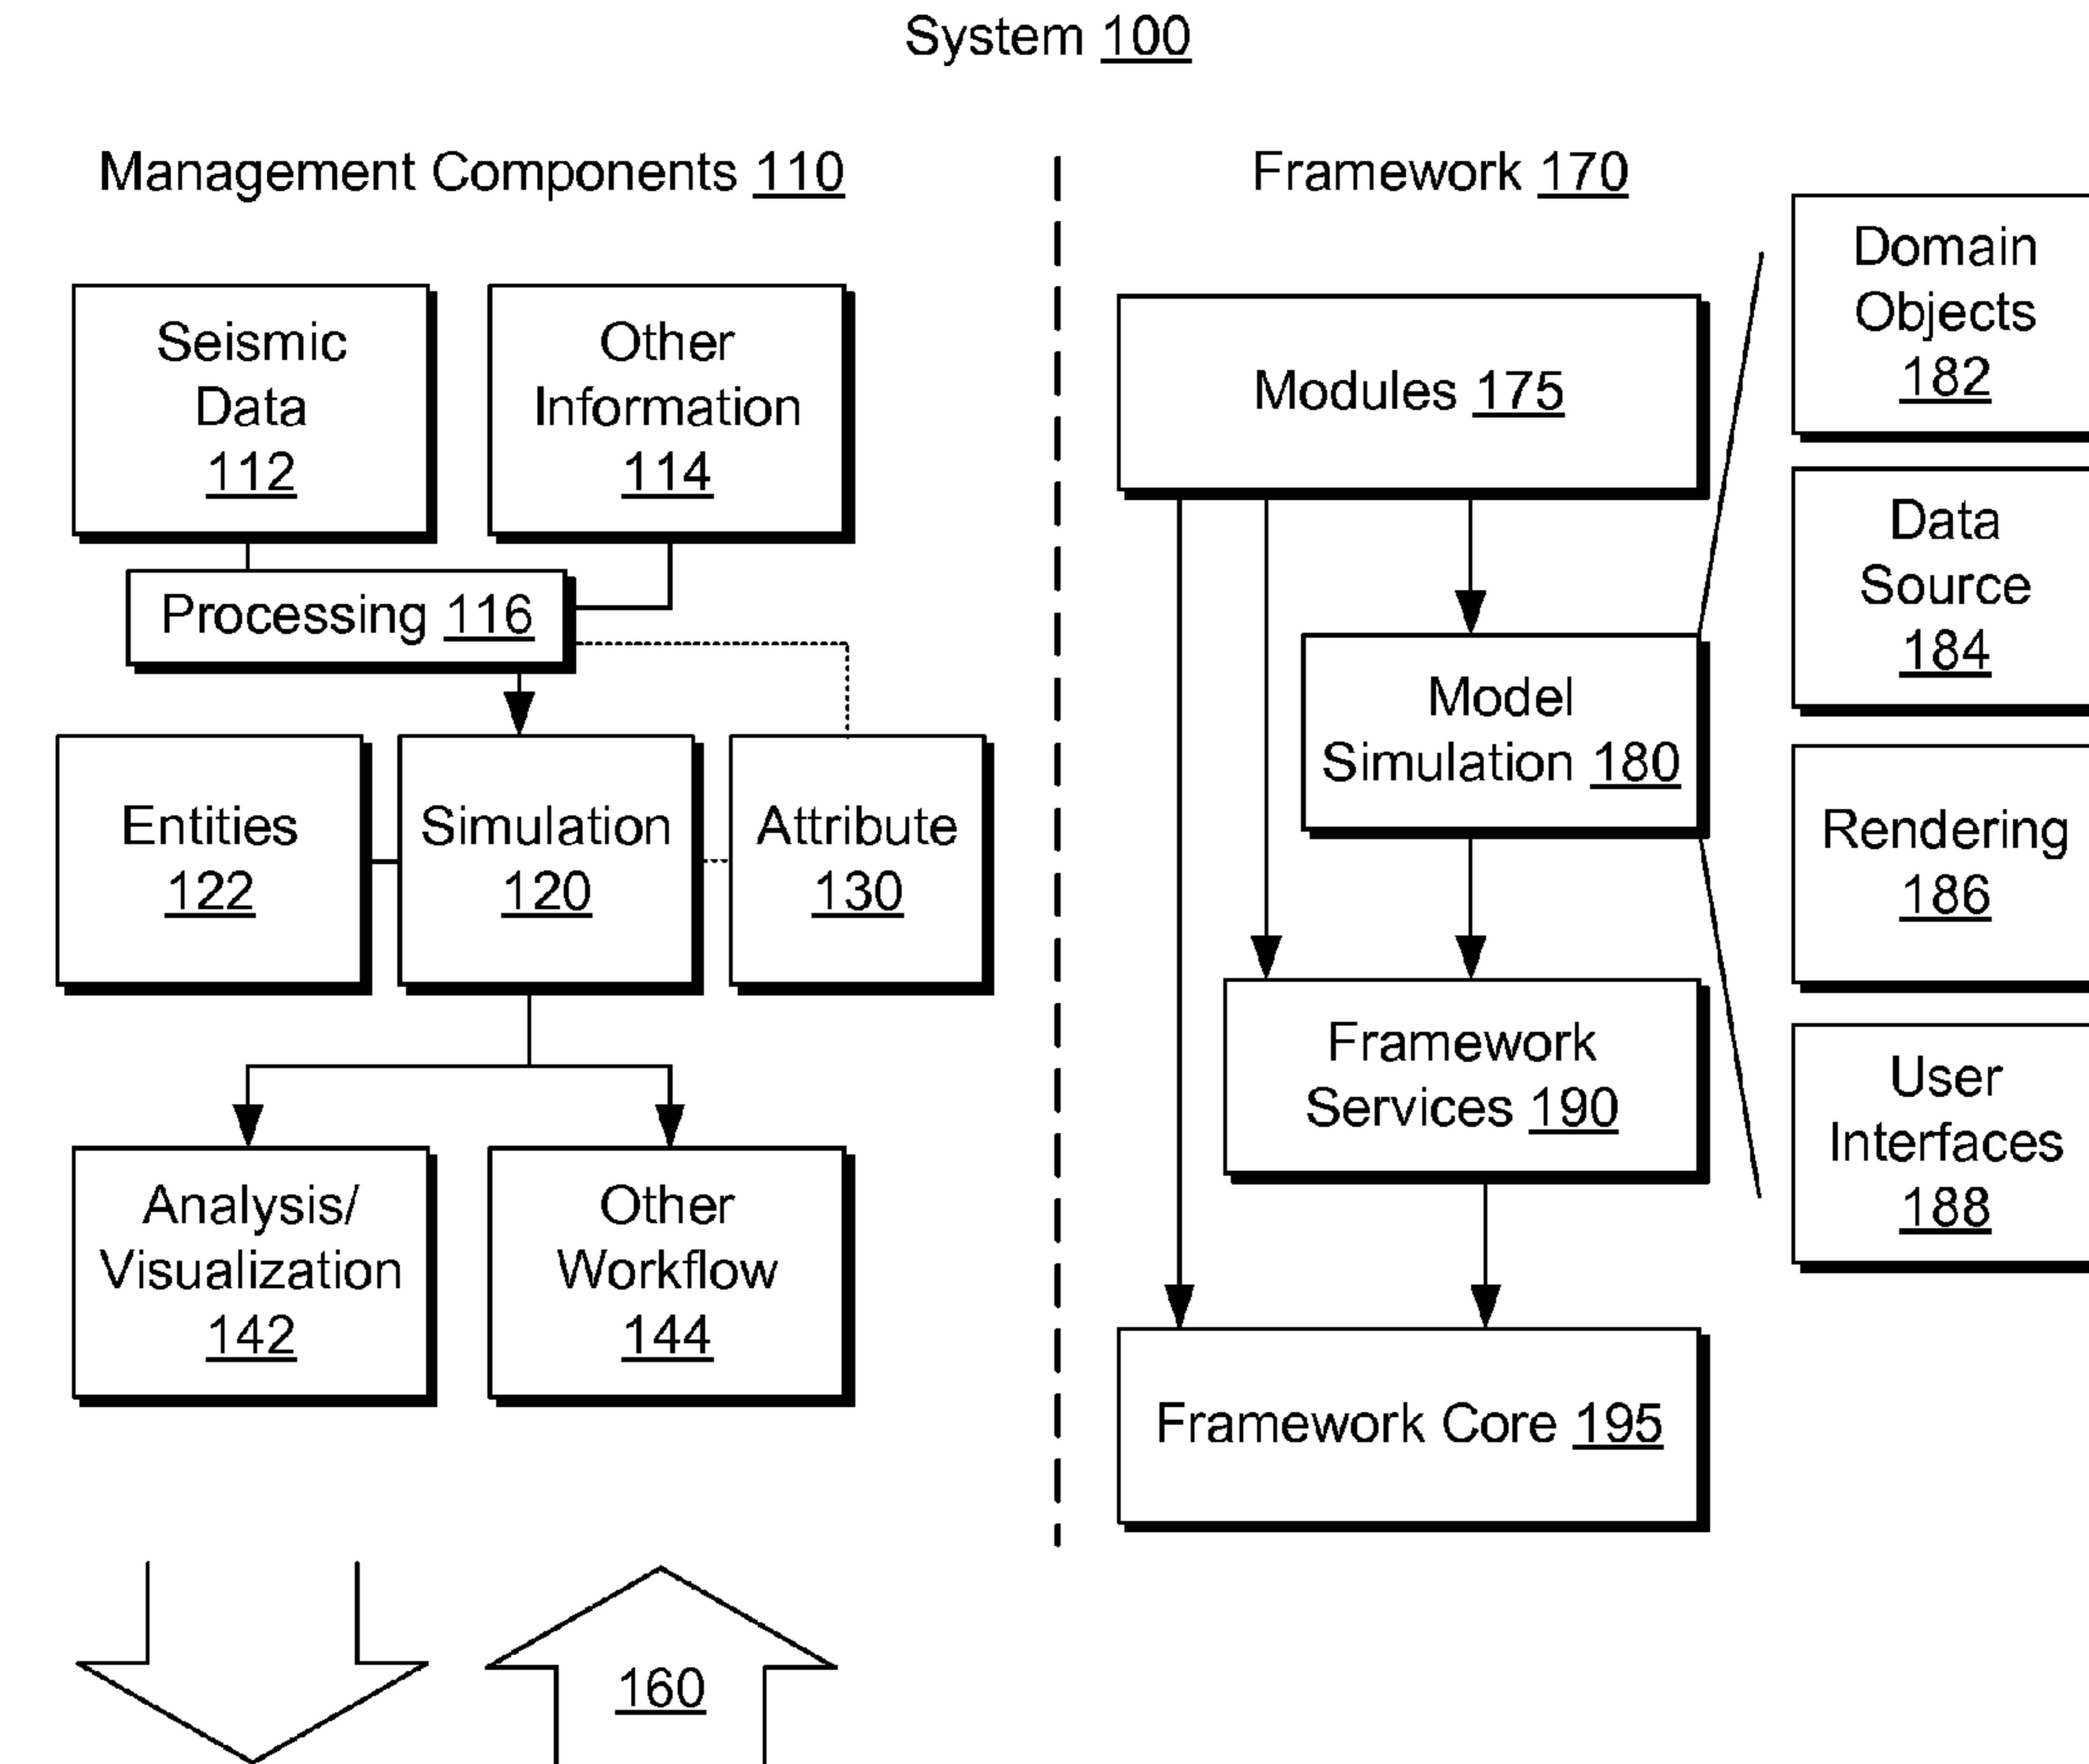 System 100
Management Components 110
Seismic
Data
112
Other
Information
114
Processing 116
Entities
122
Simulation
120
Attribute
130
Analysis/
Visualization
142
Other
Workflow
144
160
Framework 170
Modules 175
Model
Simulation 180
Framework
Services 190
Framework Core 195
Domain
Objects
182
Data
Source
184
Rendering
186
User
Interfaces
188